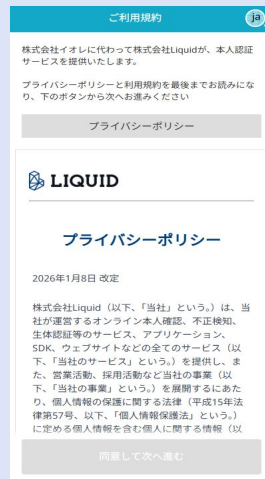 ご利用規約
ja
株式会社イオレに代わって株式会社Liquidが、本人認証
サービスを提供いたします。
プライバシーポリシーと利用規約を最後までお読みにな
り、下のボタンから次へお進みください
プライバシーポリシー
LIQUID
プライバシーポリシー
2026年1月8日 改定
株式会社Liquid（以下、「当社」という。）は、当
社が運営するオンライン本人確認、不正検知、
生体認証等のサービス、アプリケーション、
SDK、ウェブサイトなどの全てのサービス（以
下、「当社のサービス」という。）を提供し、ま
た、営業活動、採用活動など当社の事業（以
下、「当社の事業」という。）を展開するにあた
り、個人情報の保護に関する法律（平成15年法
律第57号、以下、「個人情報保護法」という。）
に定める個人情報を含む個人に関する情報（以
同意して次へ進む